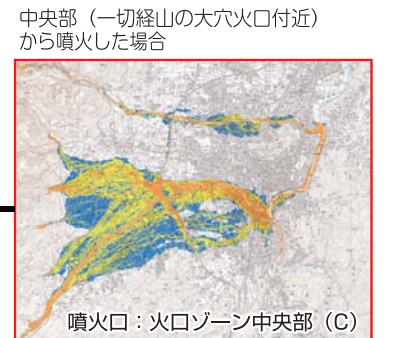 中央部（一切経山の大穴火口付近）
から噴火した場合
噴火口：火口ゾーン中央部（C）